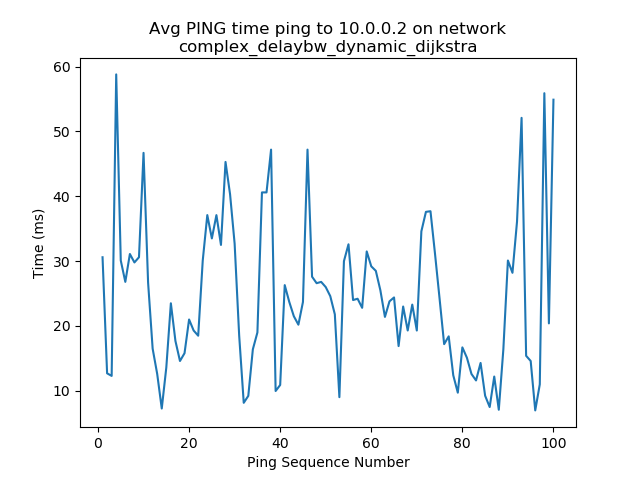 Avg PING time ping to 10.0.0.2 on network
complex_delaybw_dynamic_dijkstra
60
50
40
30
20
10
Time (ms)
0 20 40 60 80 100
Ping Sequence Number